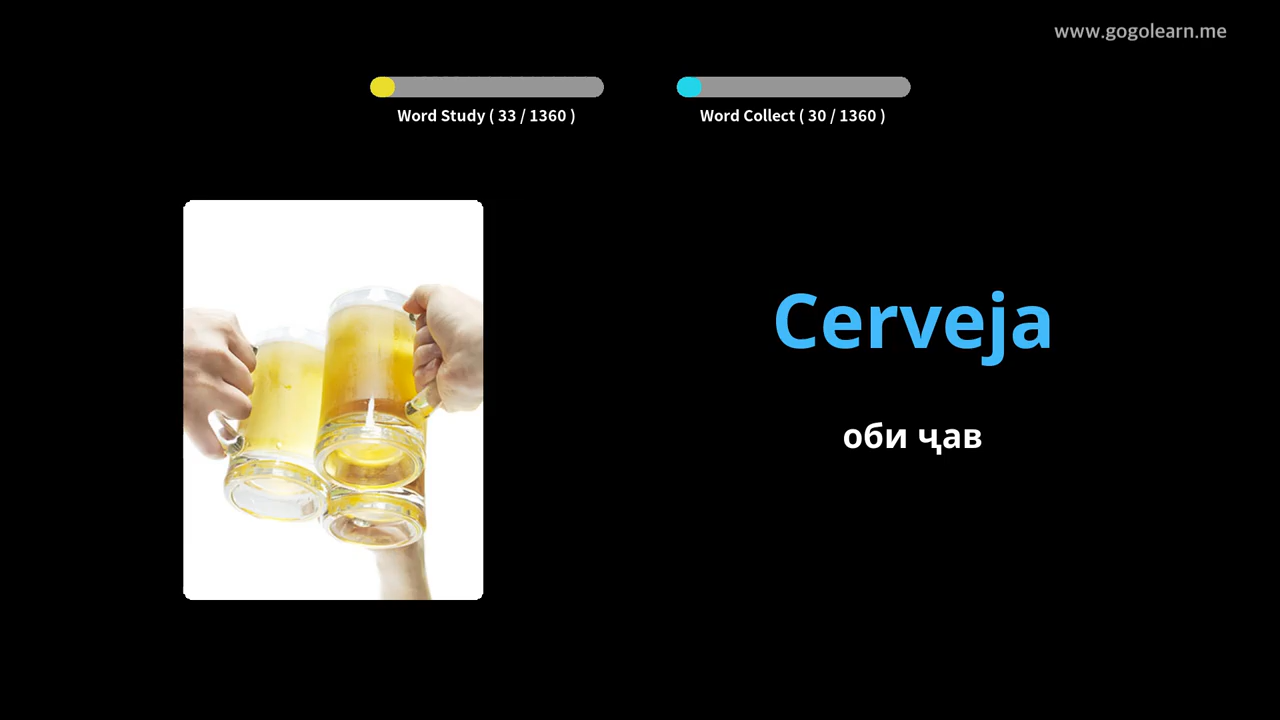 www.gogolearn.me
Word Study ( 33 / 1360 )
Word Collect ( 30 / 1360 )
Cerveja
оби ҷав